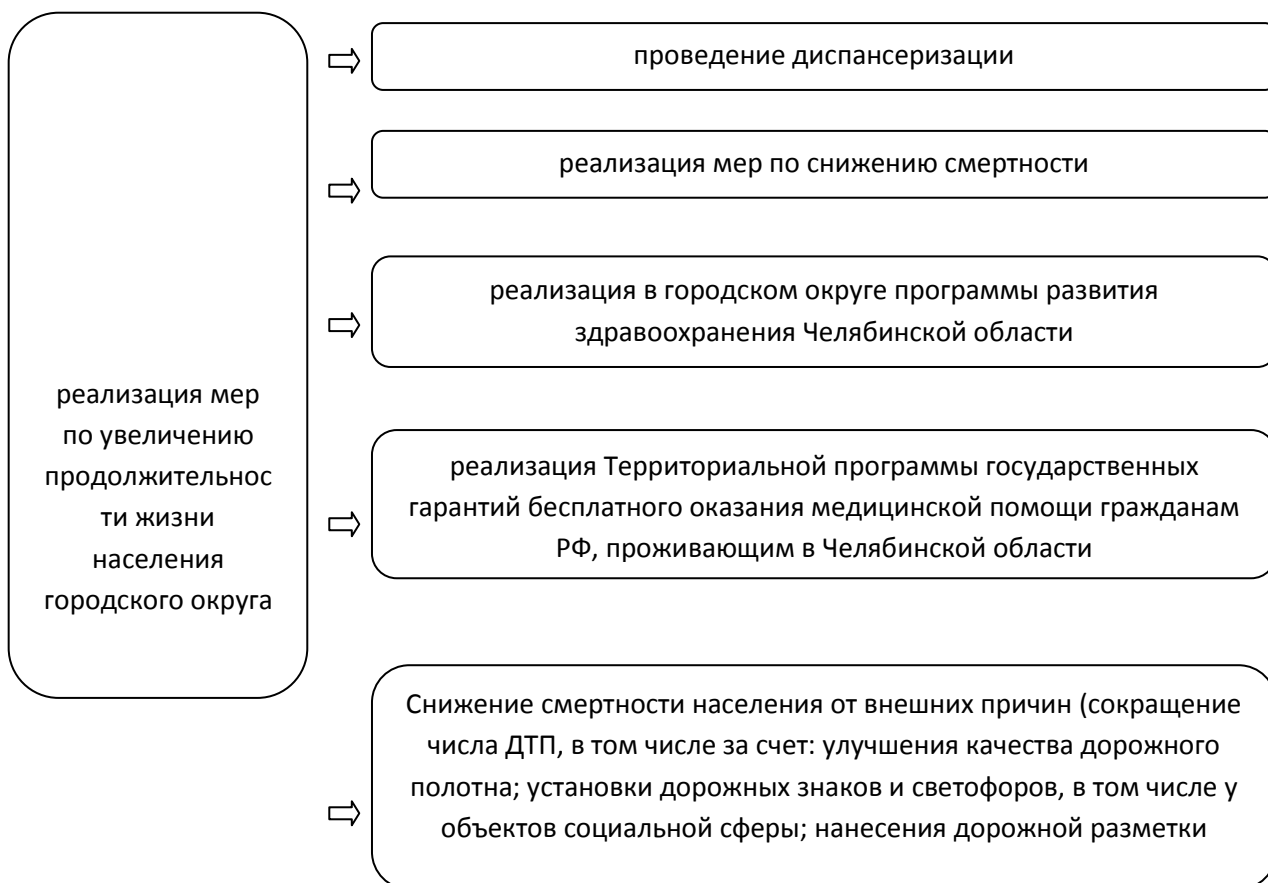 реализация мер
по увеличению
продолжительнос
ти жизни
населения
городского округа
проведение диспансеризации
реализация мер по снижению смертности
реализация в городском округе программы развития
здравоохранения Челябинской области
реализация Территориальной программы государственных
гарантий бесплатного оказания медицинской помощи гражданам
РФ, проживающим в Челябинской области
Снижение смертности населения от внешних причин (сокращение
числа ДТП, в том числе за счет: улучшения качества дорожного
полотна; установки дорожных знаков и светофоров, в том числе у
объектов социальной сферы; нанесения дорожной разметки